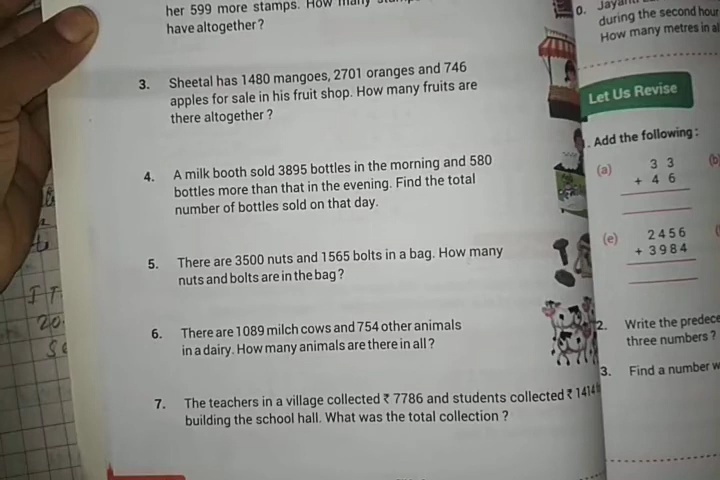 her 599 more stamps. How many
have altogether?
3. Sheetal has 1480 mangoes, 2701 oranges and 746
apples for sale in his fruit shop. How many fruits are
there altogether?
4. A milk booth sold 3895 bottles in the morning and 580
bottles more than that in the evening. Find the total
number of bottles sold on that day.
5. There are 3500 nuts and 1565 bolts in a bag. How many
nuts and bolts are in the bag?
6. There are 1089 milch cows and 754 other animals
in a dairy. How many animals are there in all?
7. The teachers in a village collected ₹ 7786 and students collected ₹ 1414
building the school hall. What was the total collection ?
0.
during the second hour
How many metres in al
Let Us Revise
. Add the following:
(a) 3 3
+ 4 6
(b)
(e) 2 4 5 6
+ 3 9 8 4
2. Write the predece
three numbers ?
3. Find a number w
20